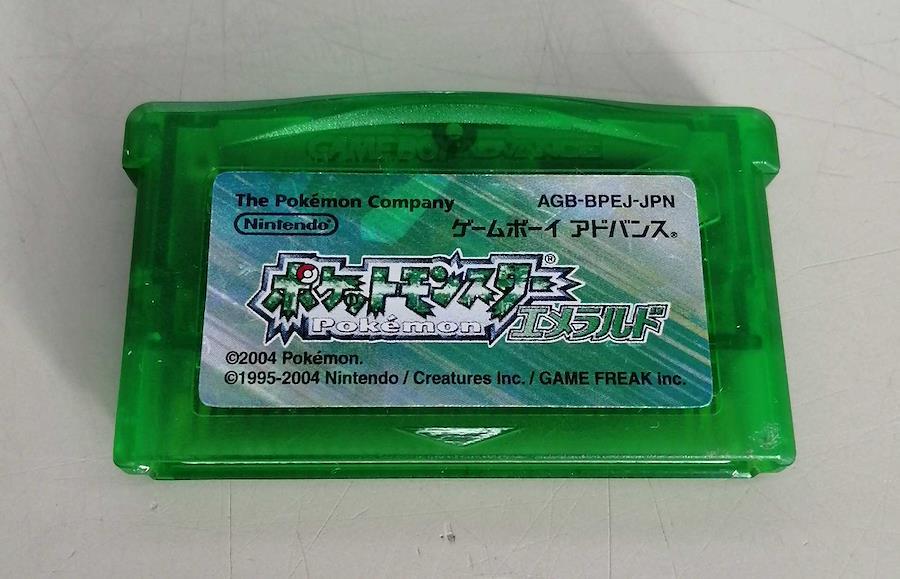 GAME BOY ADVANCE
The Pokémon Company
AGB-BPEJ-JPN
Nintendo®
ゲームボーイ アドバンス®
ポケットモンスター®
Pokémon
エメラルド
©2004 Pokémon.
©1995-2004 Nintendo / Creatures Inc. / GAME FREAK inc.